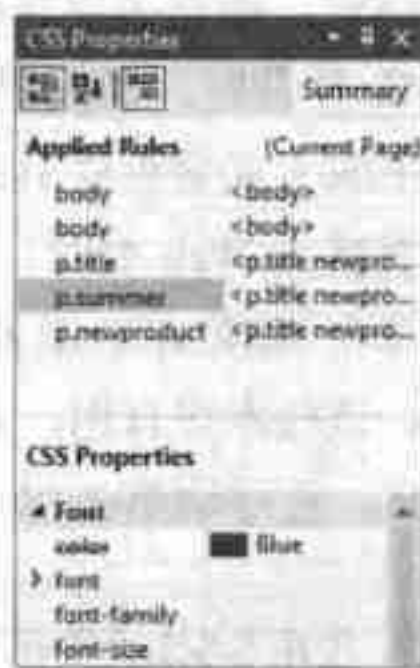 CSS Properties
Summary
Applied Rules (Current Page)
body <body>
body <body>
p.title <p.title newpro...
p.summer <p.title newpro...
p.newproduct <p.title newpro...
CSS Properties
Font
color Blue
font
font-family
font-size